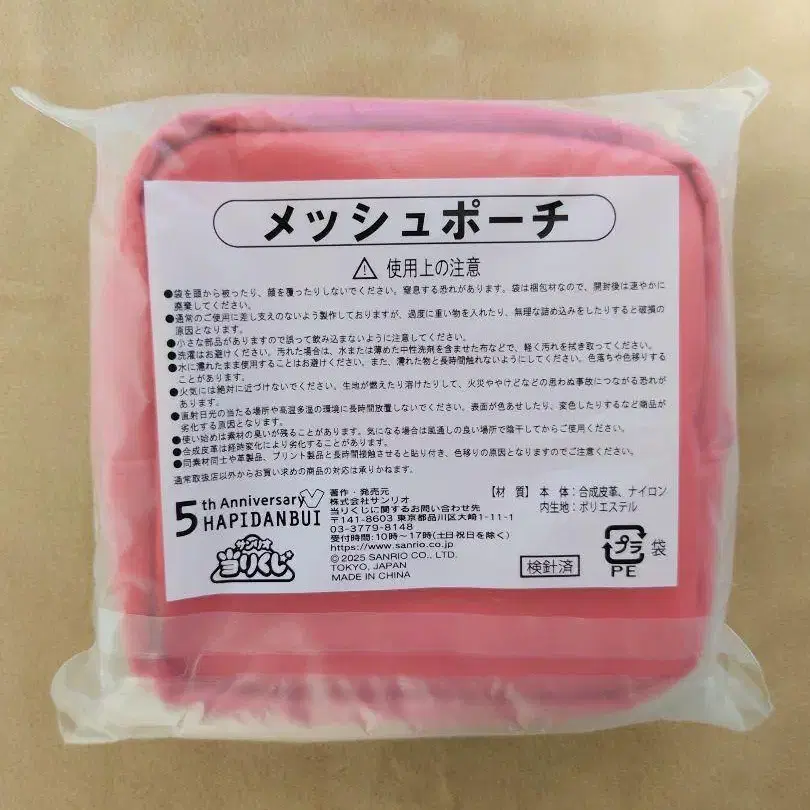 メッシュポーチ
⚠ 使用上の注意
●袋を頭から被ったり、顔を覆ったりしないでください。窒息する恐れがあります。袋は梱包材なので、開封後は速やかに
廃棄してください。
●通常のご使用に差し支えのないよう製作しておりますが、過度に重い物を入れたり、無理な詰め込みをしたりすると破損の
原因となります。
●小さな部品がありますので誤って飲み込まないように注意してください。
●洗濯はお避けください。汚れた場合は、水または薄めた中性洗剤を含ませた布などで、軽く汚れを拭き取ってください。
●水に濡れたまま使用することはお避けください。また、濡れた物と長時間触れないようにしてください。色落ちや色移りする
ことがあります。
●火気には絶対に近づけないでください。生地が燃えたり溶けたりして、火災ややけどなどの思わぬ事故につながる恐れが
あります。
●直射日光の当たる場所や高温多湿の環境に長時間放置しないでください。表面が色あせしたり、変色したりするなど商品が
劣化する原因となります。
●使い始めは素材の臭いが残ることがあります。気になる場合は風通しの良い場所で陰干してからご使用ください。
●合成皮革は経時変化により劣化することがあります。
●同素材同士や革製品、プリント製品と長時間接触させると貼り付き、色移りの原因となりますのでご注意ください。
通常取扱店以外からお買い求めの商品の対応は承りかねます。
5th Anniversary
HAPIDANBUI
サンリオ
当りくじ
著作・発売元
株式会社サンリオ
当りくじに関するお問い合わせ先
〒141-8603 東京都品川区大崎1-11-1
03-3779-8148
受付時間:10時~17時(土日祝日を除く)
https://www.sanrio.co.jp
© 2025 SANRIO CO., LTD.
TOKYO, JAPAN
MADE IN CHINA
【材 質】 本 体:合成皮革、ナイロン
内生地:ポリエステル
検針済
プラ 袋
PE